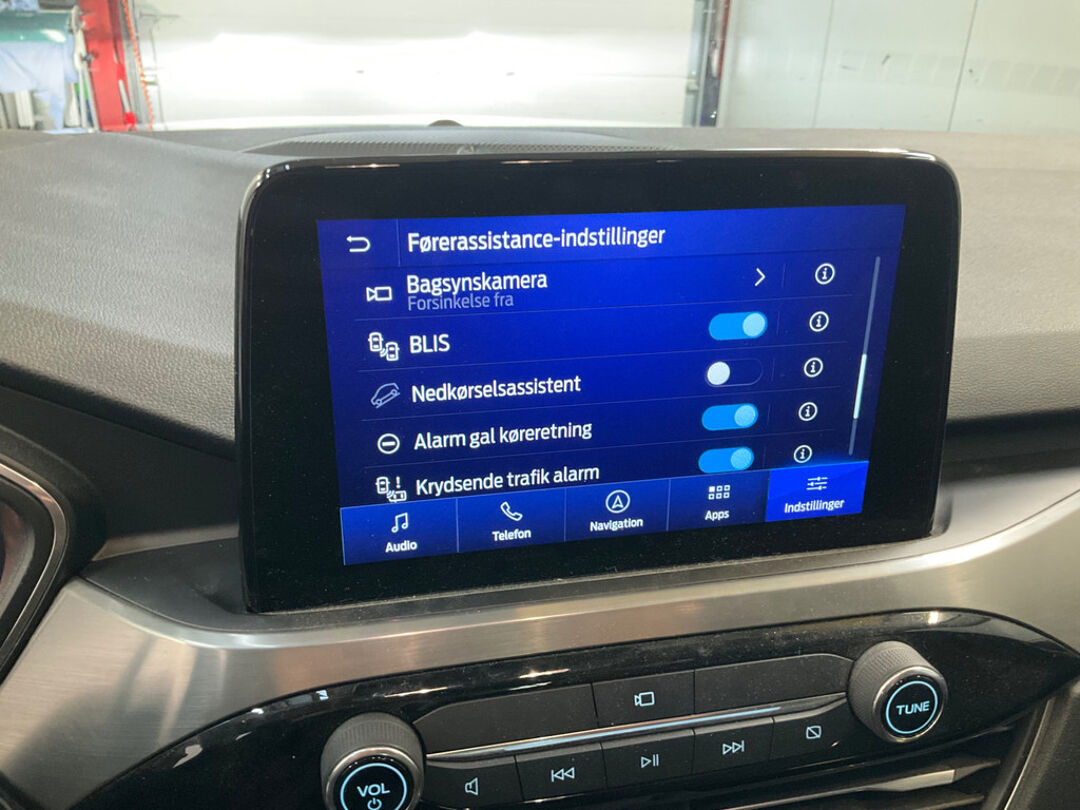 Førerassistance-indstillinger
Bagsynskamera
Forsinkelse fra
BLIS
Nedkørselsassistent
Alarm gal køreretning
Krydsende trafik alarm
Audio
Telefon
Navigation
Apps
Indstillinger
TUNE
VOL